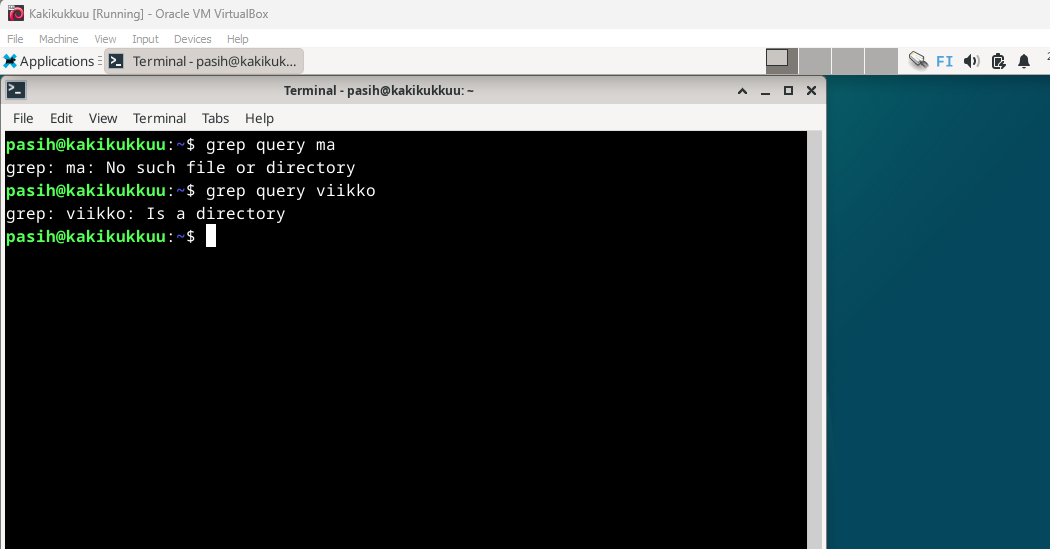 Kakikukkuu [Running] - Oracle VM VirtualBox
File Machine View Input Devices Help
Applications Terminal - pasih@kakikuk... FI
Terminal - pasih@kakikukkuu: ~
File Edit View Terminal Tabs Help
pasih@kakikukkuu:~$ grep query ma
grep: ma: No such file or directory
pasih@kakikukkuu:~$ grep query viikko
grep: viikko: Is a directory
pasih@kakikukkuu:~$